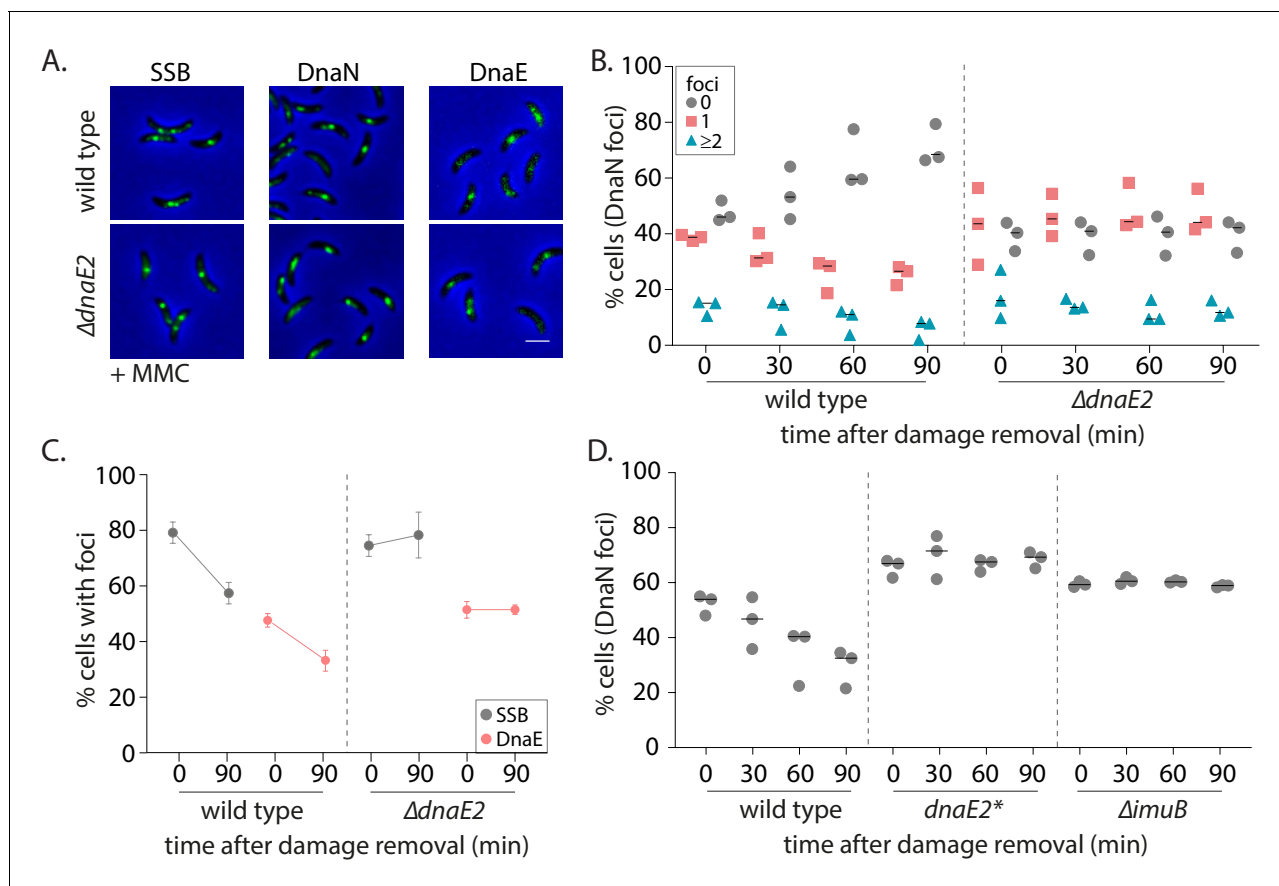 A.
SSB DnaN DnaE
wild type
ΔdnaE2
+ MMC
B.
% cells (DnaN foci)
100
80
60
40
20
0
foci
0
1
≥2
0 30 60 90 0 30 60 90
wild type ΔdnaE2
time after damage removal (min)
C.
% cells with foci
100
80
60
40
20
0
SSB
DnaE
0 90 0 90 0 90 0 90
wild type ΔdnaE2
time after damage removal (min)
D.
% cells (DnaN foci)
100
80
60
40
20
0
0 30 60 90 0 30 60 90 0 30 60 90
wild type dnaE2* ΔimuB
time after damage removal (min)